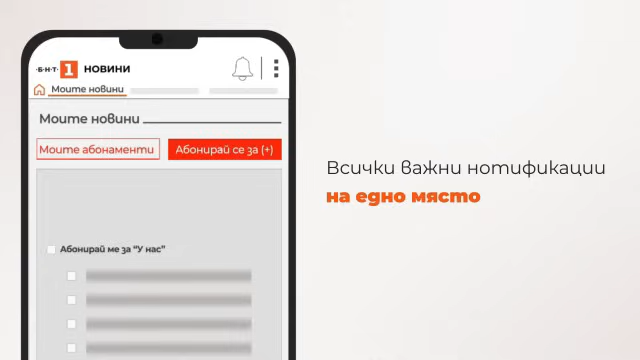 ·Б·Н·Т· 1 НОВИНИ
Моите новини
Моите новини
Моите абонаменти
Абонирай се за (+)
Абонирай ме за “У нас”
Всички важни нотификации
на едно място